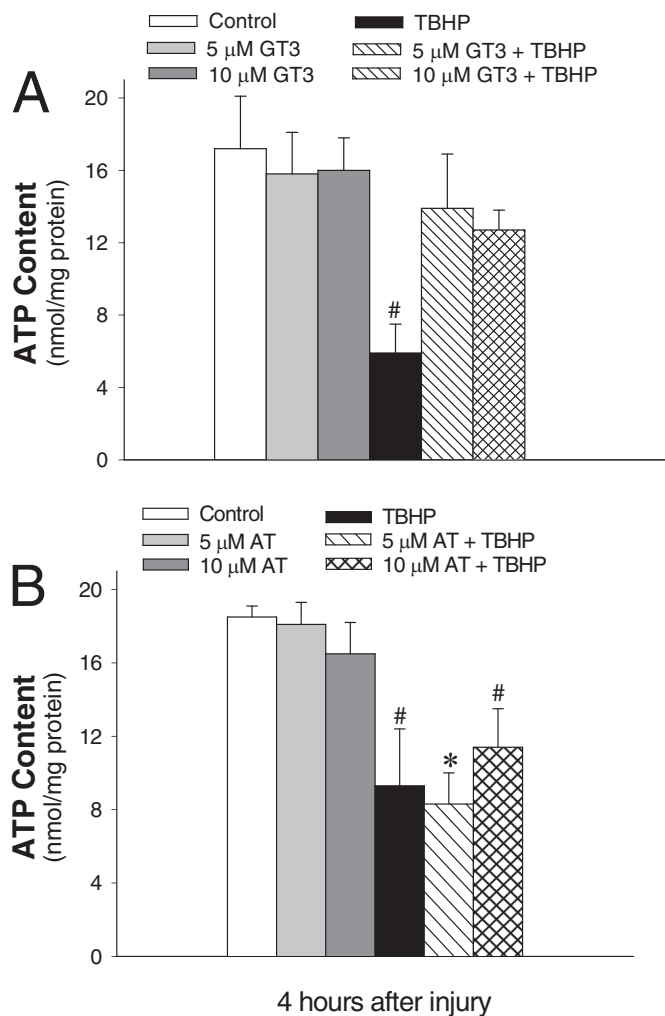 Control TBHP
5 μM GT3 5 μM GT3 + TBHP
10 μM GT3 10 μM GT3 + TBHP
A
20
16
12
8
4
0
ATP Content
(nmol/mg protein)
#
Control TBHP
5 μM AT 5 μM AT + TBHP
10 μM AT 10 μM AT + TBHP
B
20
16
12
8
4
0
ATP Content
(nmol/mg protein)
# * #
4 hours after injury